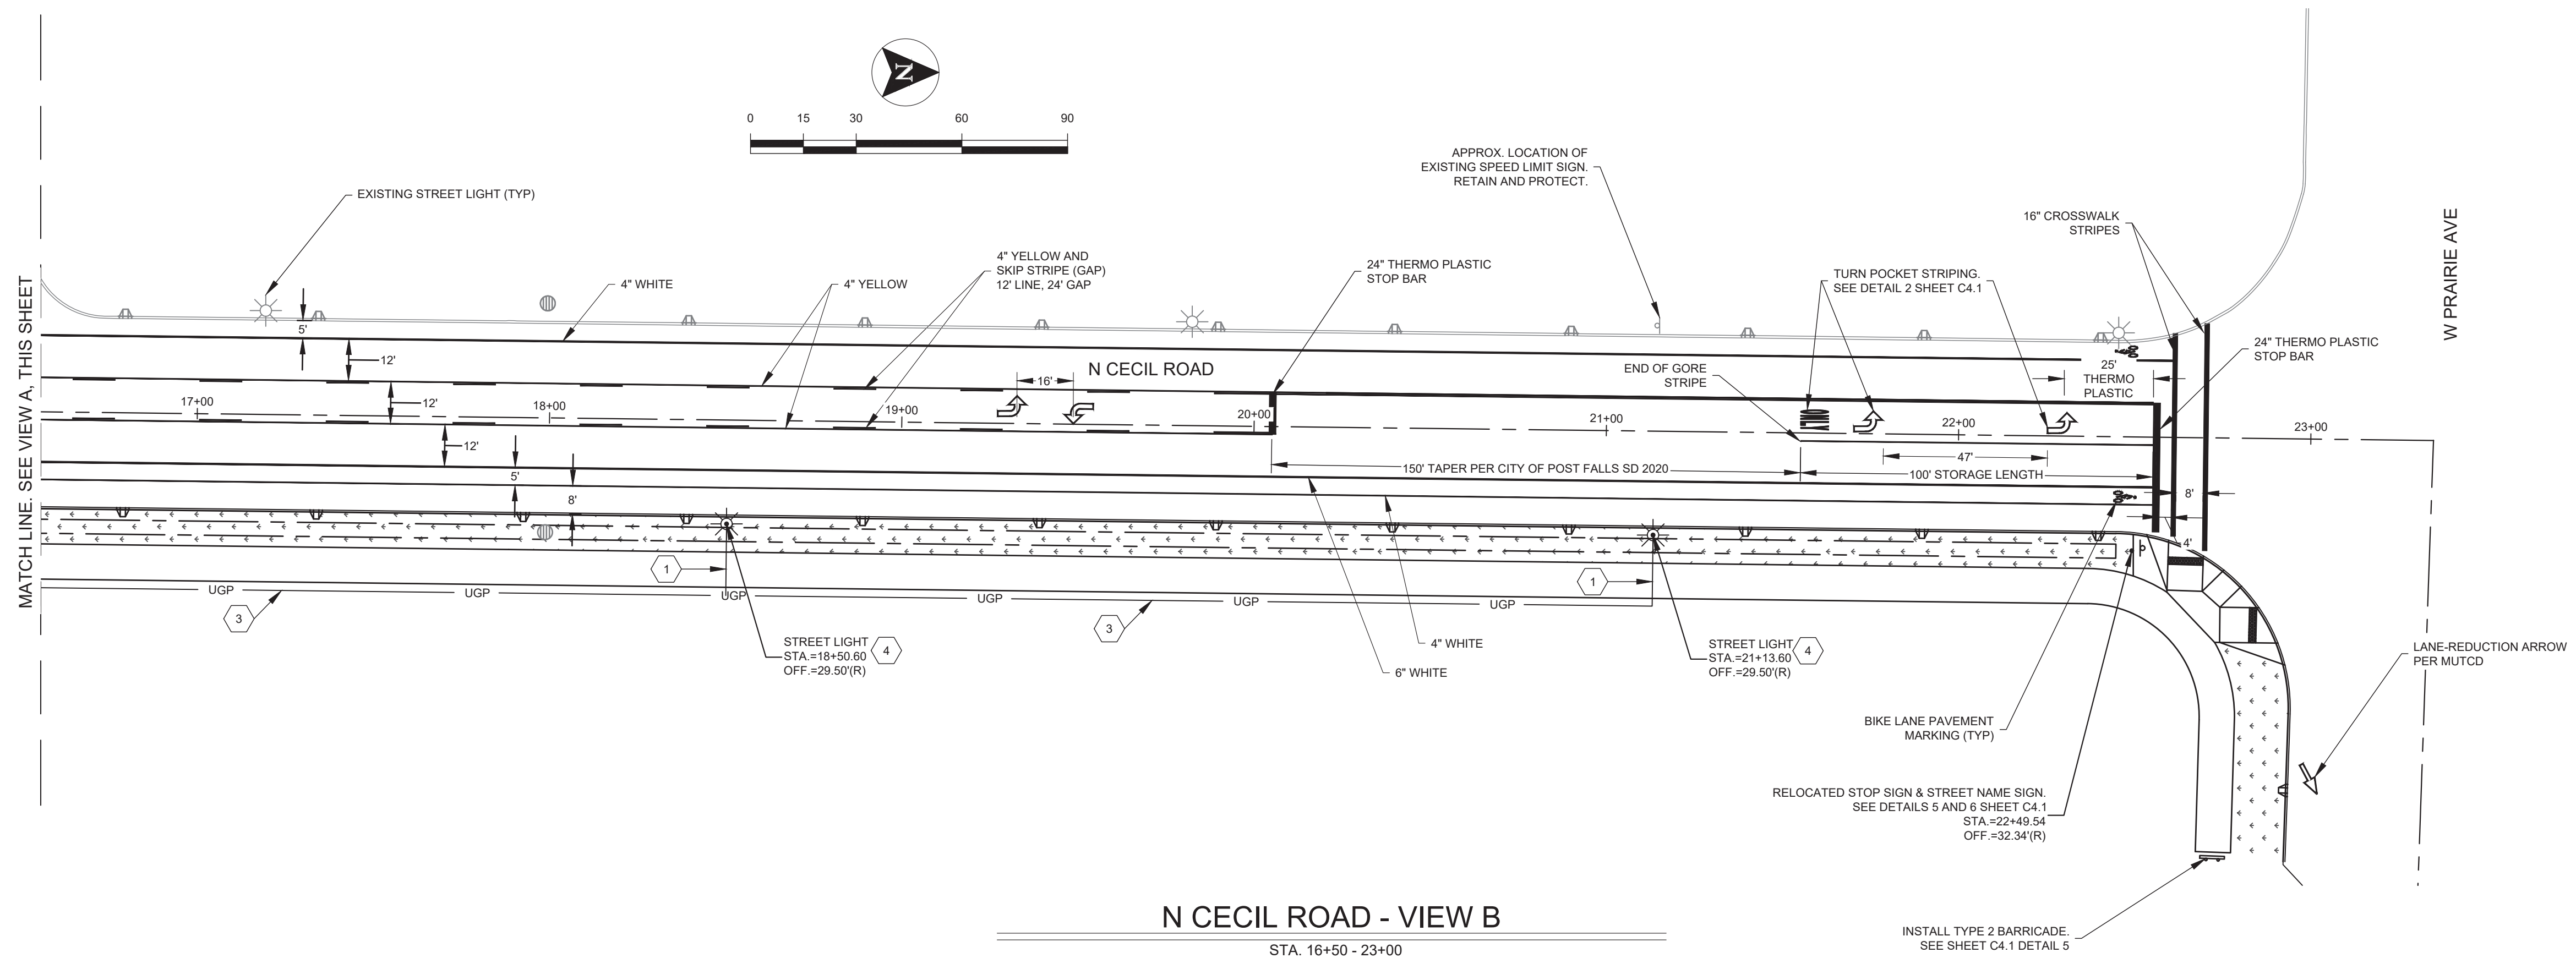 N
0 15 30 60 90
APPROX. LOCATION OF
EXISTING SPEED LIMIT SIGN.
RETAIN AND PROTECT.
EXISTING STREET LIGHT (TYP)
16" CROSSWALK
STRIPES
W PRAIRIE AVE
4" YELLOW AND
SKIP STRIPE (GAP)
12' LINE, 24' GAP
24" THERMO PLASTIC
STOP BAR
TURN POCKET STRIPING.
SEE DETAIL 2 SHEET C4.1
4" WHITE
4" YELLOW
MATCH LINE. SEE VIEW A, THIS SHEET
5'
12'
N CECIL ROAD
16'
END OF GORE
STRIPE
25'
THERMO
PLASTIC
24" THERMO PLASTIC
STOP BAR
12'
17+00
18+00
19+00
20+00
21+00
22+00
23+00
12'
5'
8'
150' TAPER PER CITY OF POST FALLS SD 2020
47'
100' STORAGE LENGTH
8'
4'
1
1
UGP
UGP
UGP
UGP
UGP
UGP
3
3
STREET LIGHT
STA.=18+50.60
OFF.=29.50'(R)
4
4" WHITE
6" WHITE
STREET LIGHT
STA.=21+13.60
OFF.=29.50'(R)
4
LANE-REDUCTION ARROW
PER MUTCD
BIKE LANE PAVEMENT
MARKING (TYP)
RELOCATED STOP SIGN & STREET NAME SIGN.
SEE DETAILS 5 AND 6 SHEET C4.1
STA.=22+49.54
OFF.=32.34'(R)
INSTALL TYPE 2 BARRICADE.
SEE SHEET C4.1 DETAIL 5
N CECIL ROAD - VIEW B
STA. 16+50 - 23+00